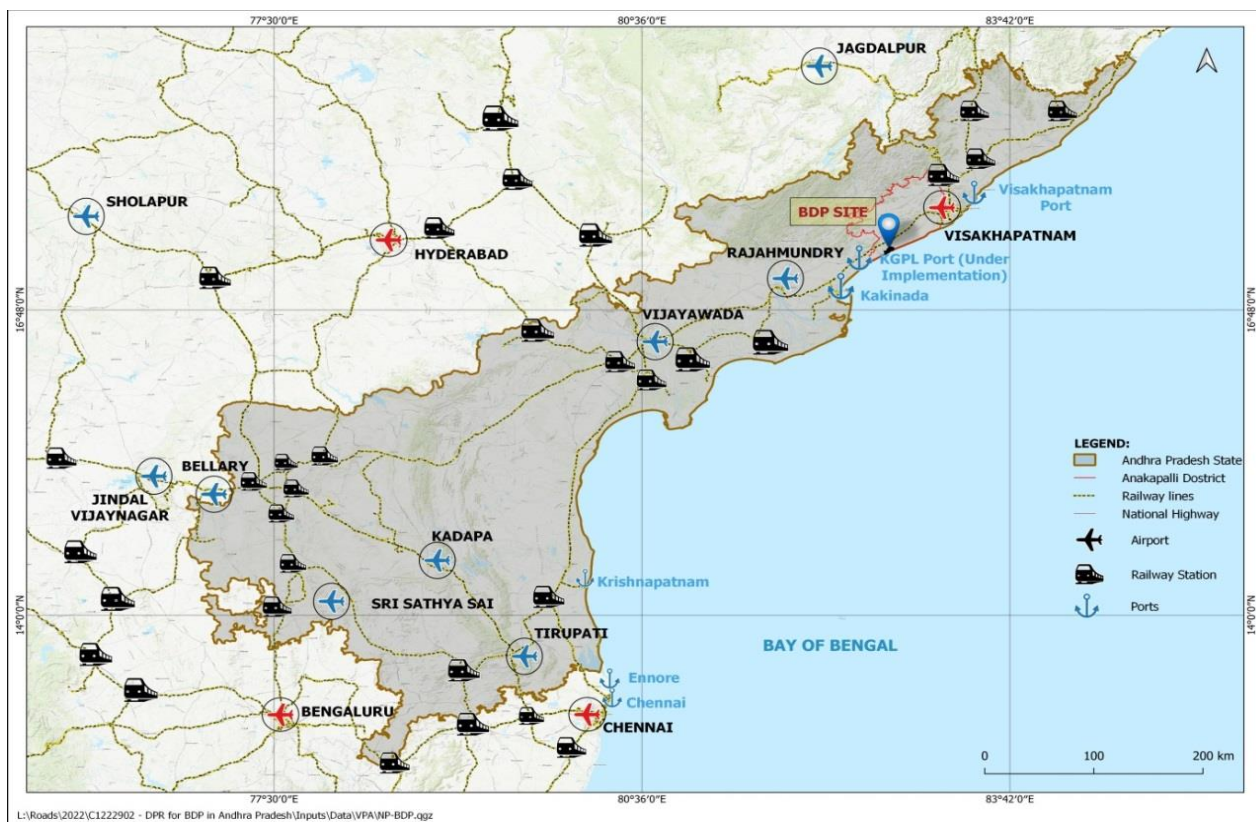 77°30'0"E
80°36'0"E
83°42'0"E
JAGDALPUR
SHOLAPUR
HYDERABAD
BDP SITE
Visakhapatnam
Port
VISAKHAPATNAM
RAJAHMUNDRY
KGPL Port (Under
Implementation)
Kakinada
16°48'0"N
16°48'0"N
VIJAYAWADA
BELLARY
JINDAL
VIJAYNAGAR
KADAPA
SRI SATHYA SAI
Krishnapatnam
TIRUPATI
14°0'0"N
14°0'0"N
BAY OF BENGAL
Ennore
Chennai
BENGALURU
CHENNAI
LEGEND:
Andhra Pradesh State
Anakapalli Dostrict
Railway lines
National Highway
Airport
Railway Station
Ports
0 100 200 km
77°30'0"E
80°36'0"E
83°42'0"E
L:\Roads\2022\C1222902 - DPR for BDP in Andhra Pradesh\Inputs\Data\VPA\NP-BDP.qgz